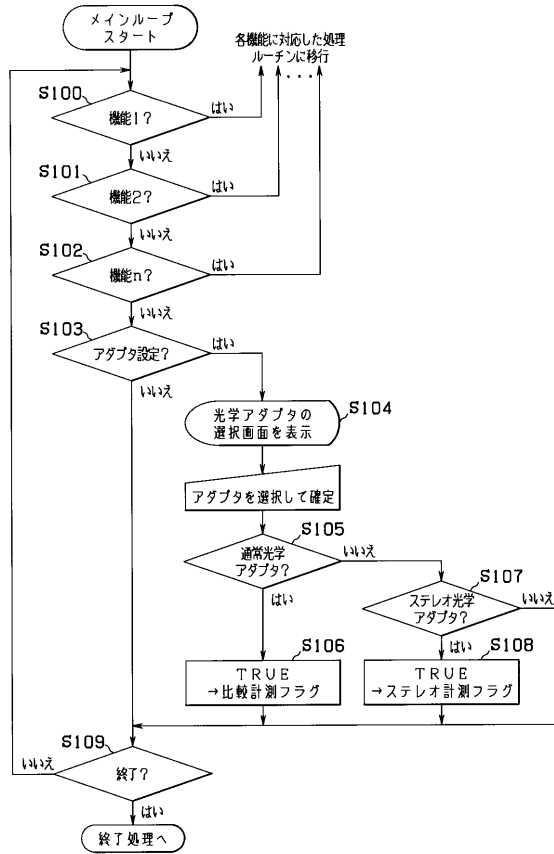 メインループ
スタート
各機能に対応した処理
ルーチンに移行
・・・
S100
機能1?
はい
いいえ
S101
機能2?
はい
いいえ
S102
機能n?
はい
いいえ
S103
アダプタ設定?
はい
いいえ
S104
光学アダプタの
選択画面を表示
アダプタを選択して確定
S105
通常光学
アダプタ?
いいえ
はい
S107
ステレオ光学
アダプタ?
いいえ
はい
S106
TRUE
→比較計測フラグ
S108
TRUE
→ステレオ計測フラグ
S109
いいえ
終了?
はい
終了処理へ